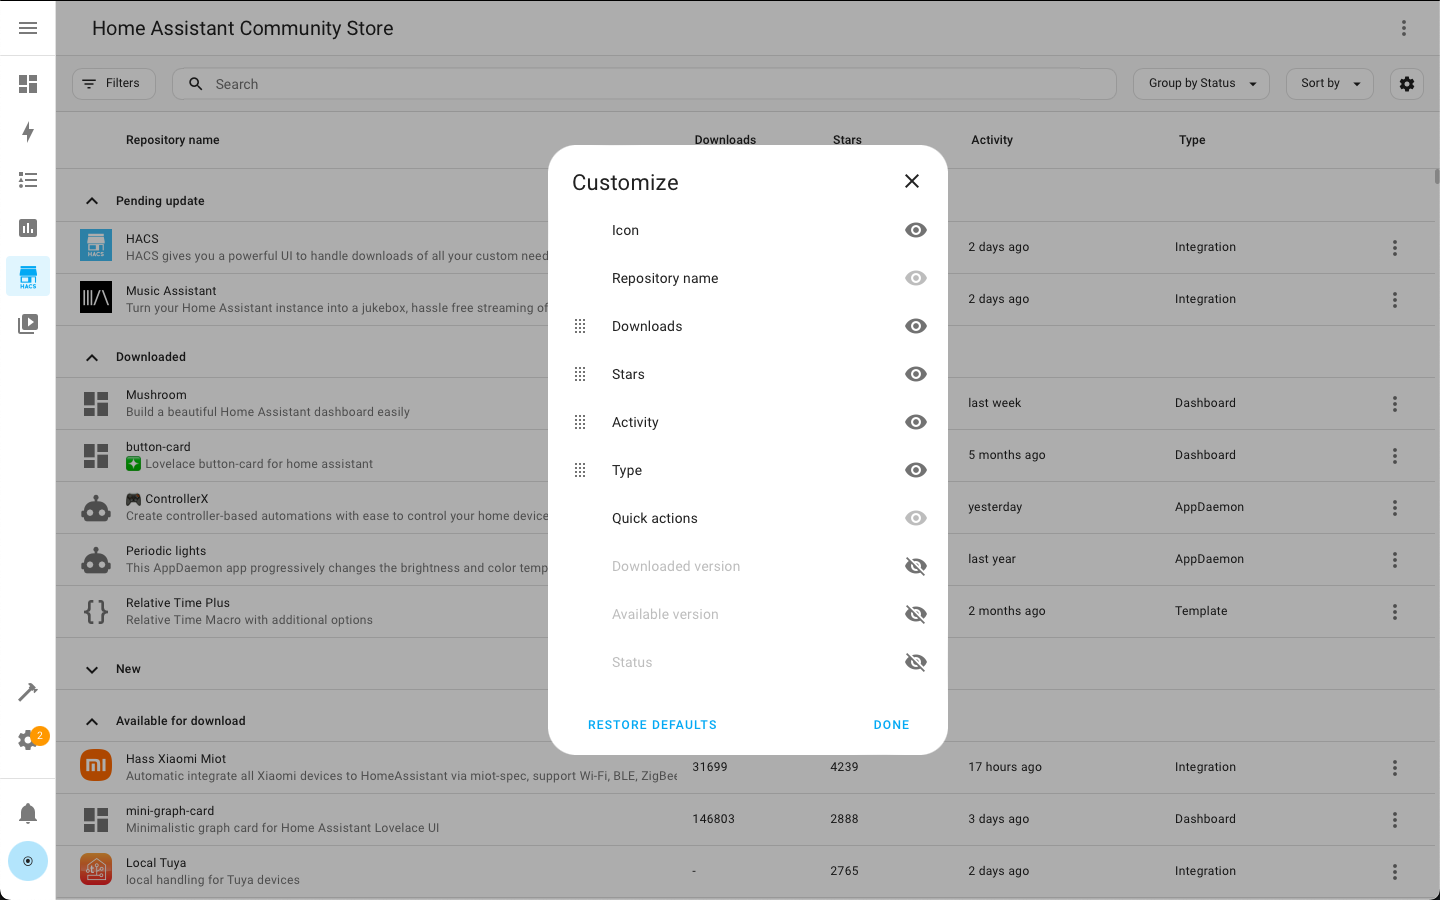 Home Assistant Community Store
Filters
Search
Group by Status
Sort by
Repository name
Downloads
Stars
Activity
Type
Pending update
HACS
HACS
HACS gives you a powerful UI to handle downloads of all your custom need
2 days ago
Integration
HACS
Music Assistant
Turn your Home Assistant instance into a jukebox, hassle free streaming of
2 days ago
Integration
Downloaded
Mushroom
Build a beautiful Home Assistant dashboard easily
last week
Dashboard
button-card
❇️ Lovelace button-card for home assistant
5 months ago
Dashboard
🎮 ControllerX
Create controller-based automations with ease to control your home device
yesterday
AppDaemon
Periodic lights
This AppDaemon app progressively changes the brightness and color temp
last year
AppDaemon
Relative Time Plus
Relative Time Macro with additional options
2 months ago
Template
New
Available for download
2
mi
Hass Xiaomi Miot
Automatic integrate all Xiaomi devices to HomeAssistant via miot-spec, support Wi-Fi, BLE, ZigBee
31699
4239
17 hours ago
Integration
mini-graph-card
Minimalistic graph card for Home Assistant Lovelace UI
146803
2888
3 days ago
Dashboard
Local Tuya
local handling for Tuya devices
-
2765
2 days ago
Integration
Customize
Icon
Repository name
Downloads
Stars
Activity
Type
Quick actions
Downloaded version
Available version
Status
RESTORE DEFAULTS
DONE